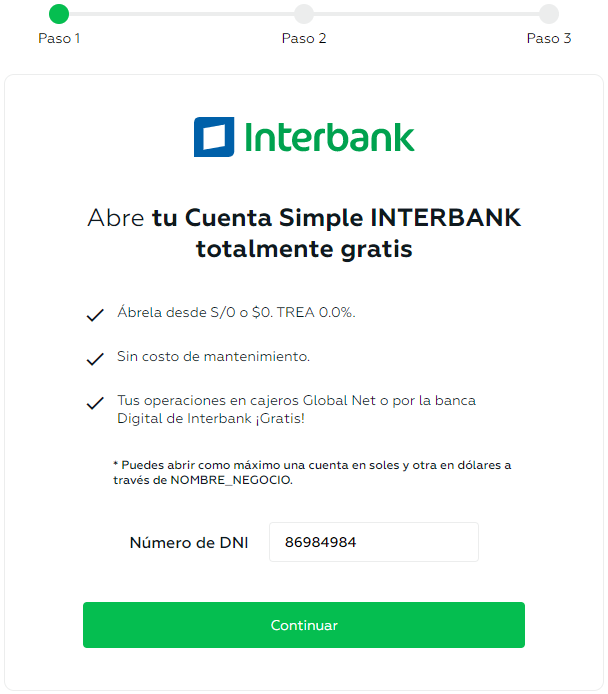 Paso 1 Paso 2 Paso 3
Interbank
Abre tu Cuenta Simple INTERBANK
totalmente gratis
Ábrela desde S/0 o $0. TREA 0.0%.
Sin costo de mantenimiento.
Tus operaciones en cajeros Global Net o por la banca
Digital de Interbank ¡Gratis!
* Puedes abrir como máximo una cuenta en soles y otra en dólares a
través de NOMBRE_NEGOCIO.
Número de DNI 86984984
Continuar